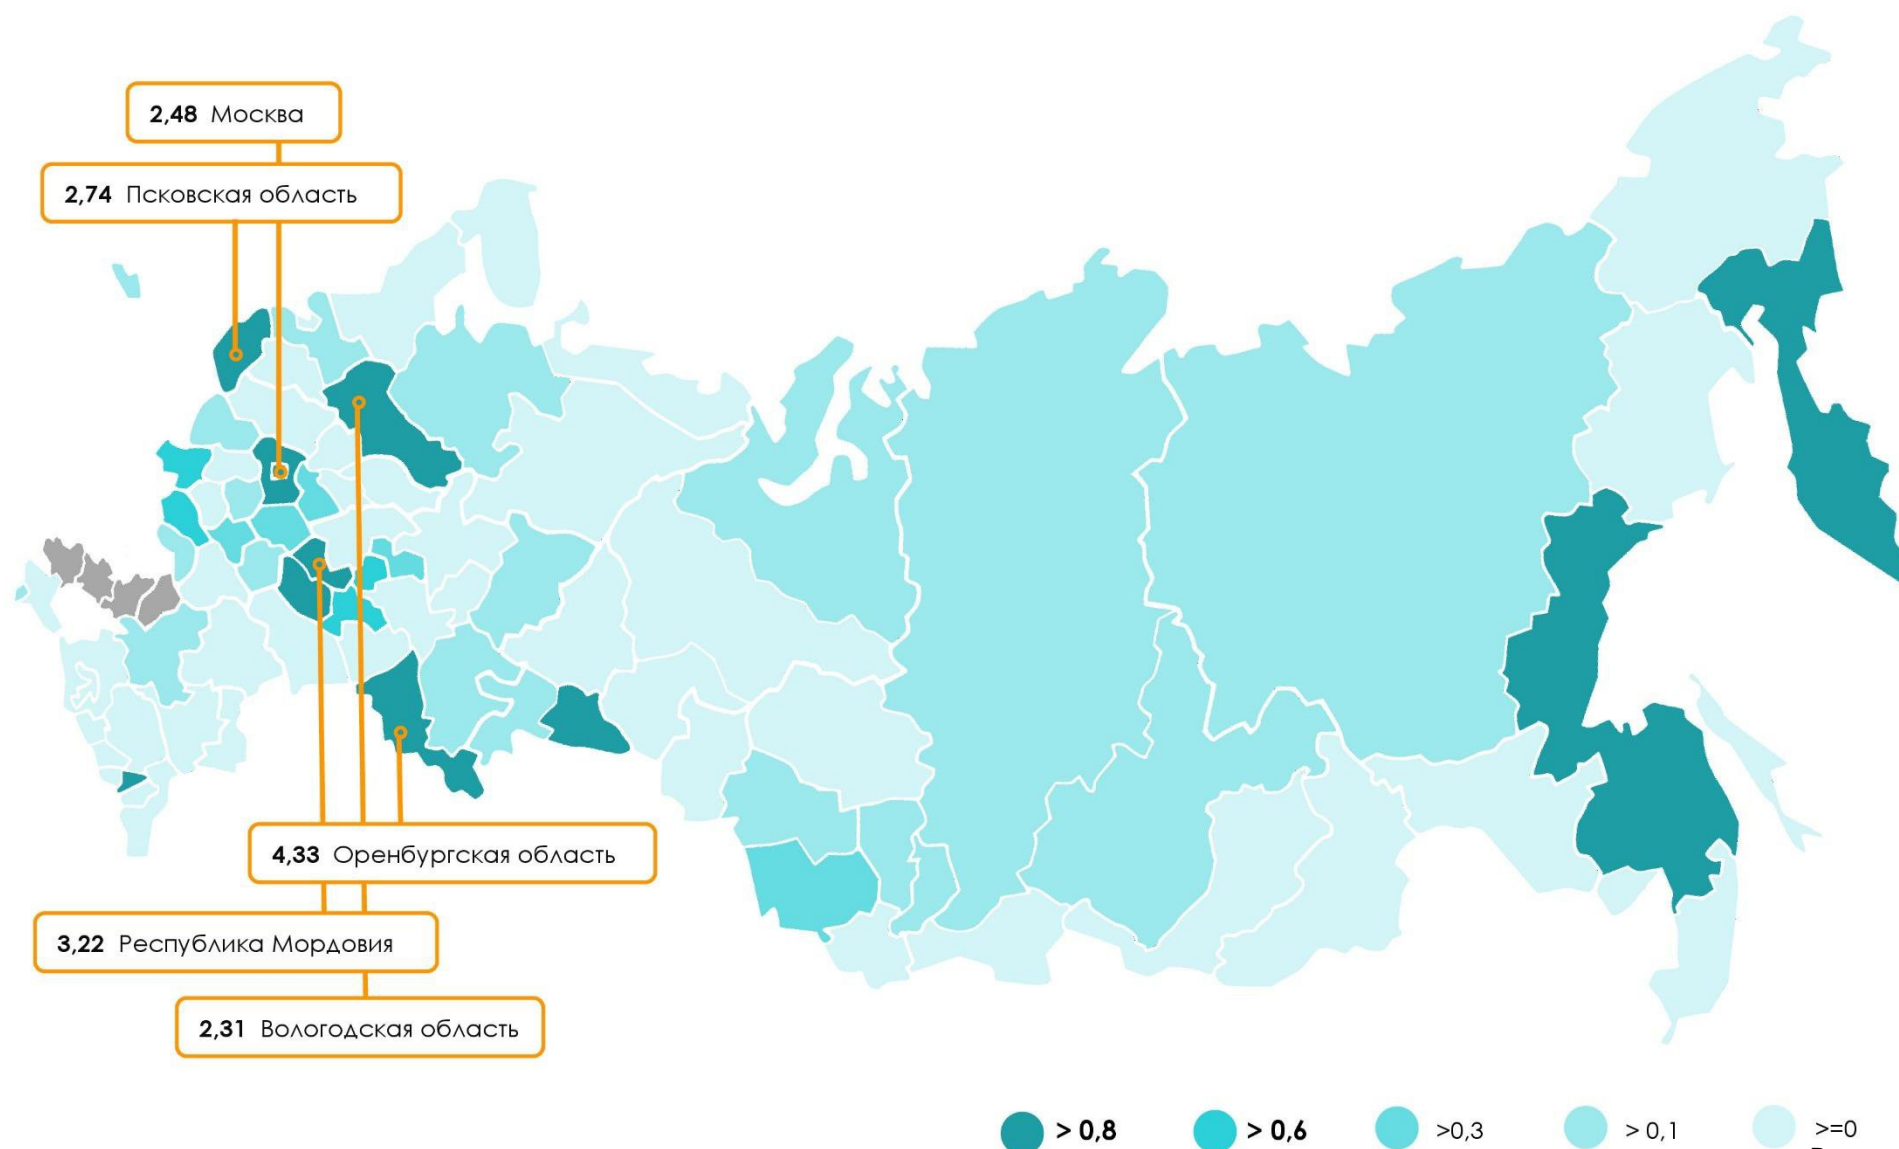 2,48 Москва
2,74 Псковская область
4,33 Оренбургская область
3,22 Республика Мордовия
2,31 Вологодская область
> 0,8
> 0,6
>0,3
> 0,1
>=0